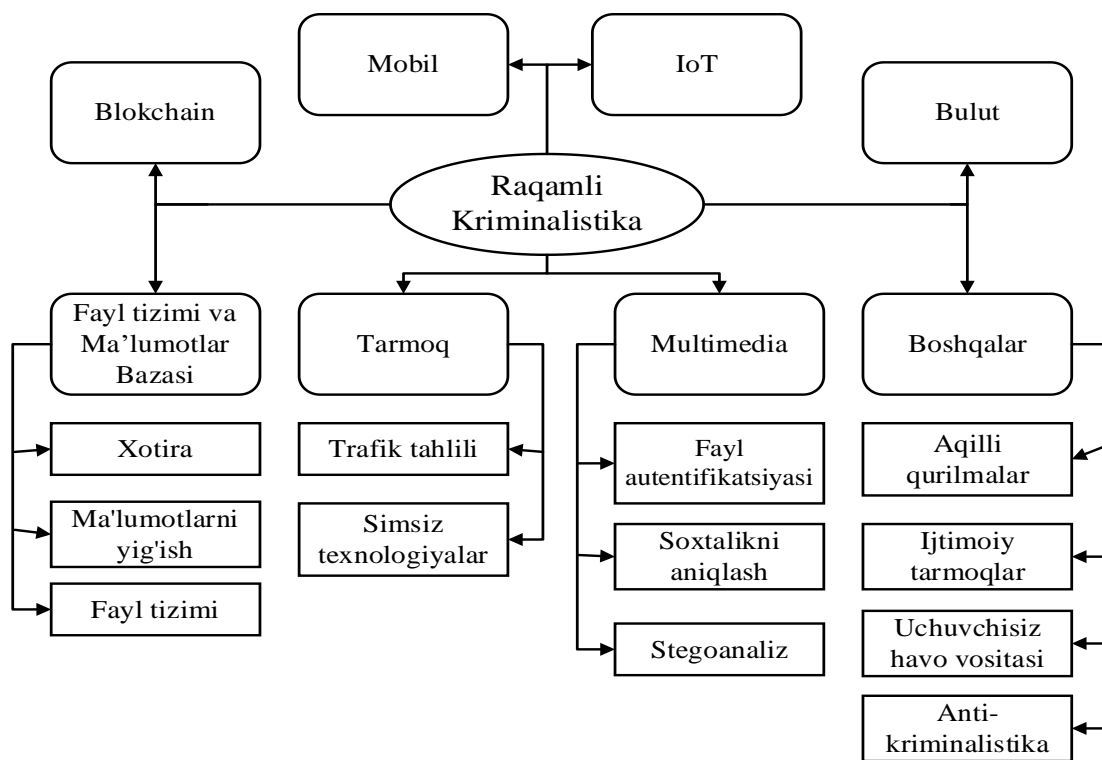 Mobil
IoT
Blokchain
Bulut
Raqamli
Kriminalistika
Fayl tizimi va
Ma’lumotlar
Bazasi
Tarmoq
Multimedia
Boshqalar
Xotira
Ma'lumotlarni
yig'ish
Fayl tizimi
Trafik tahlili
Simsiz
texnologiyalar
Fayl
autentifikatsiyasi
Soxtalikni
aniqlash
Stegoanaliz
Aqilli
qurilmalar
Ijtimoiy
tarmoqlar
Uchuvchisiz
havo vositasi
Anti-
kriminalistika